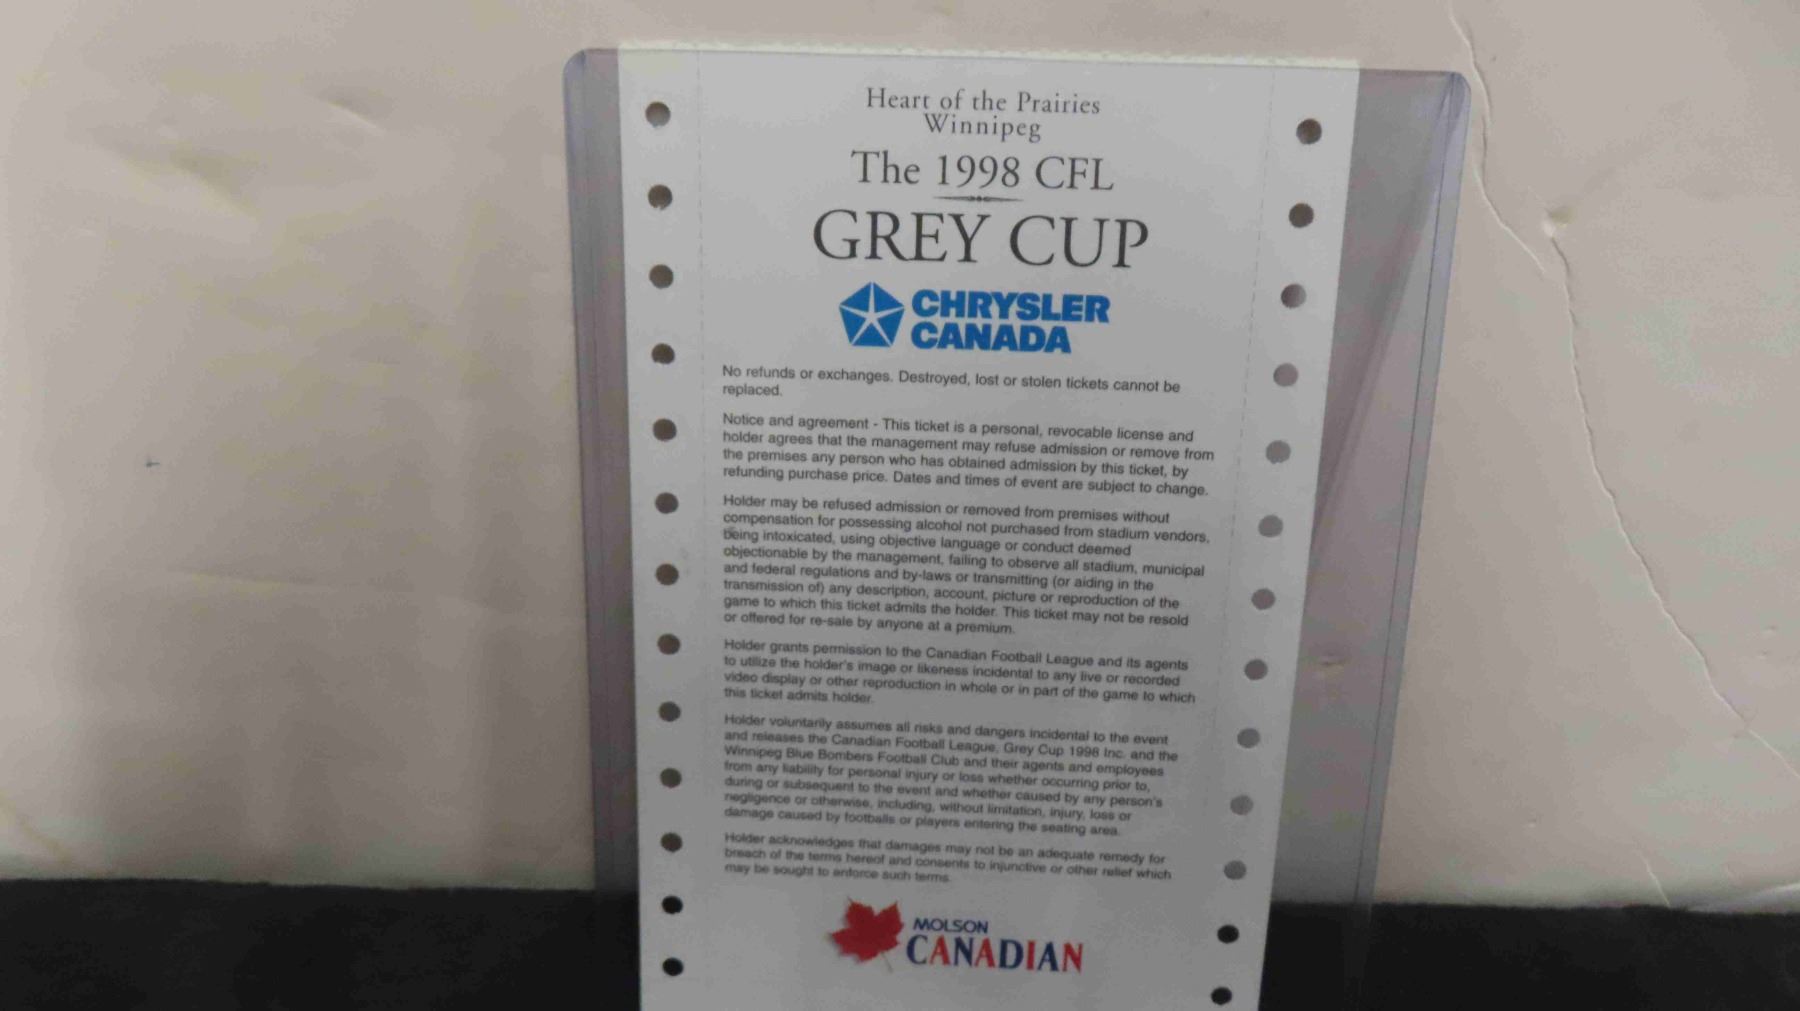 Heart of the Prairies
Winnipeg
The 1998 CFL
GREY CUP
CHRYSLER
CANADA
No refunds or exchanges. Destroyed, lost or stolen tickets cannot be
replaced.
Notice and agreement - This ticket is a personal, revocable license and
holder agrees that the management may refuse admission or remove from
the premises any person who has obtained admission by this ticket, by
refunding purchase price. Dates and times of event are subject to change.
Holder may be refused admission or removed from premises without
compensation for possessing alcohol not purchased from stadium vendors,
being intoxicated, using objective language or conduct deemed
objectionable by the management, failing to observe all stadium, municipal
and federal regulations and by-laws or transmitting (or aiding in the
transmission of) any description, account, picture or reproduction of the
game to which this ticket admits the holder. This ticket may not be resold
or offered for re-sale by anyone at a premium.
Holder grants permission to the Canadian Football League and its agents
to utilize the holder's image or likeness incidental to any live or recorded
video display or other reproduction in whole or in part of the game to which
this ticket admits holder.
Holder voluntarily assumes all risks and dangers incidental to the event
and releases the Canadian Football League, Grey Cup 1998 Inc. and the
Winnipeg Blue Bombers Football Club and their agents and employees
from any liability for personal injury or loss whether occurring prior to,
during or subsequent to the event and whether caused by any person's
negligence or otherwise, including, without limitation, injury, loss or
damage caused by footballs or players entering the seating area.
Holder acknowledges that damages may not be an adequate remedy for
breach of the terms hereof and consents to injunctive or other relief which
may be sought to enforce such terms.
MOLSON
CANADIAN